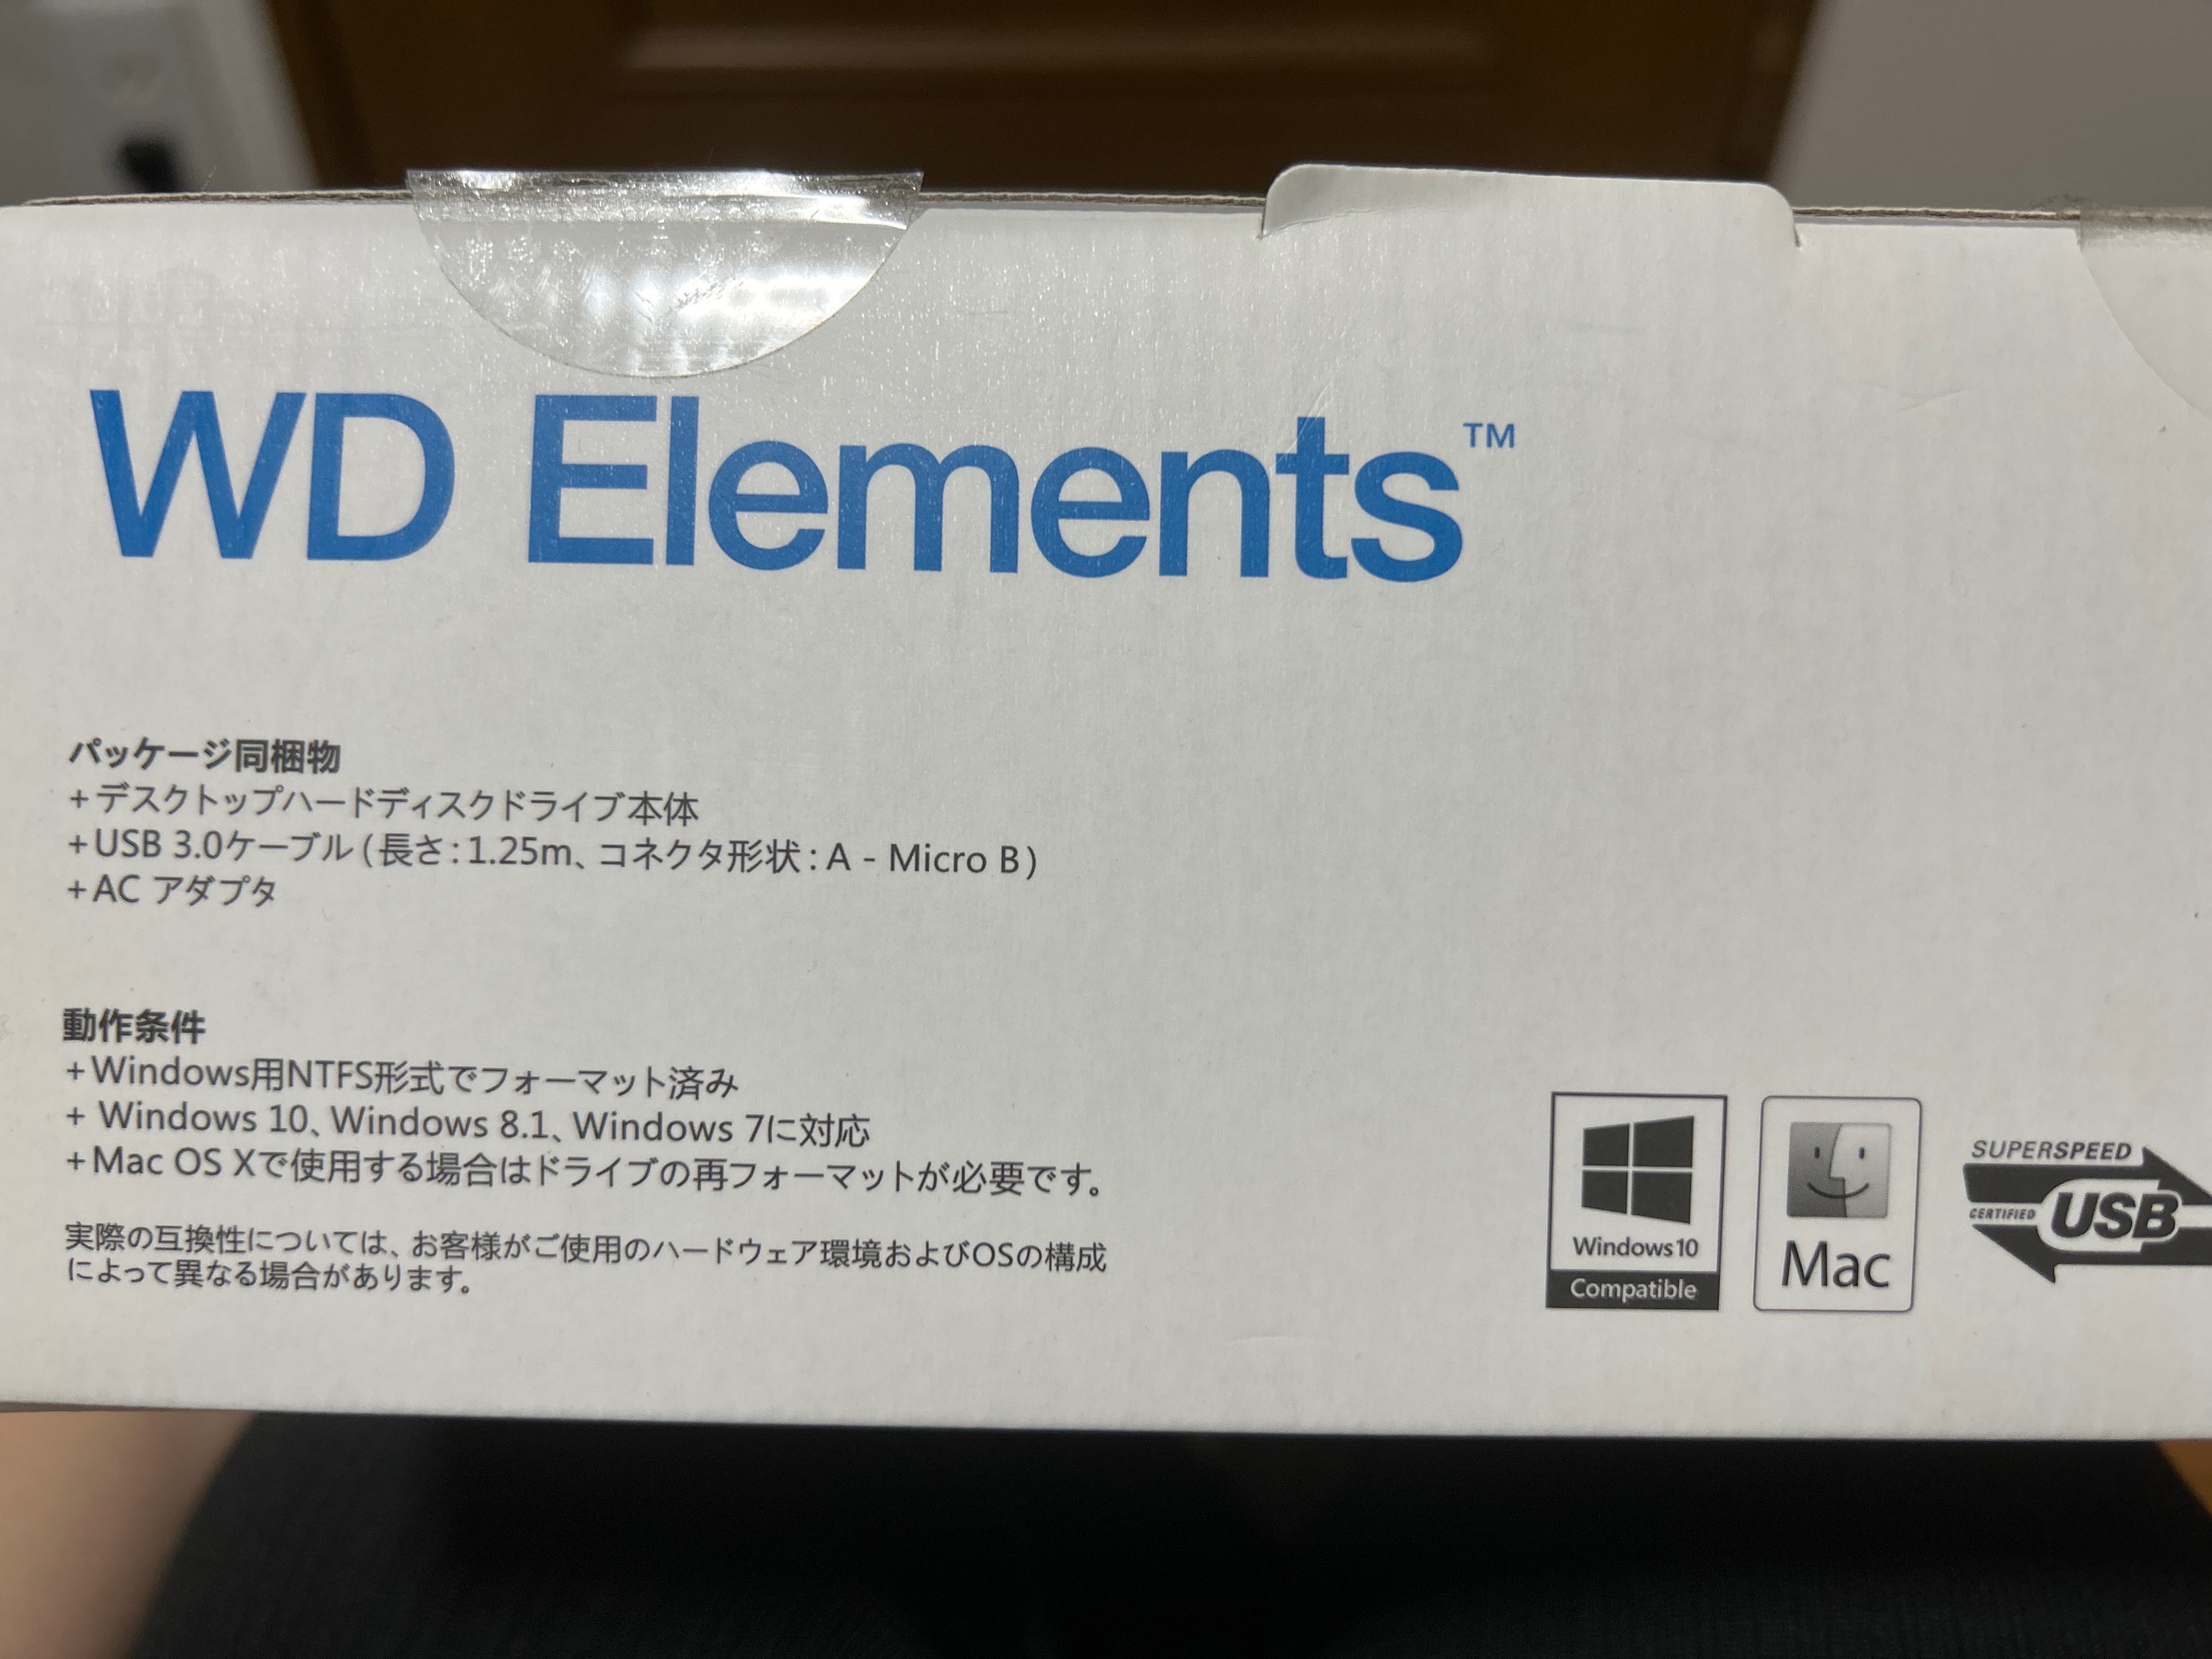 WD Elements™
パッケージ同梱物
+デスクトップハードディスクドライブ本体
+USB 3.0ケーブル(長さ:1.25m、コネクタ形状:A - Micro B)
+AC アダプタ
動作条件
+Windows用NTFS形式でフォーマット済み
+ Windows 10、Windows 8.1、Windows 7に対応
+Mac OS Xで使用する場合はドライブの再フォーマットが必要です。
実際の互換性については、お客様がご使用のハードウェア環境およびOSの構成
によって異なる場合があります。
Windows10
Compatible
Mac
SUPERSPEED
CERTIFIED USB